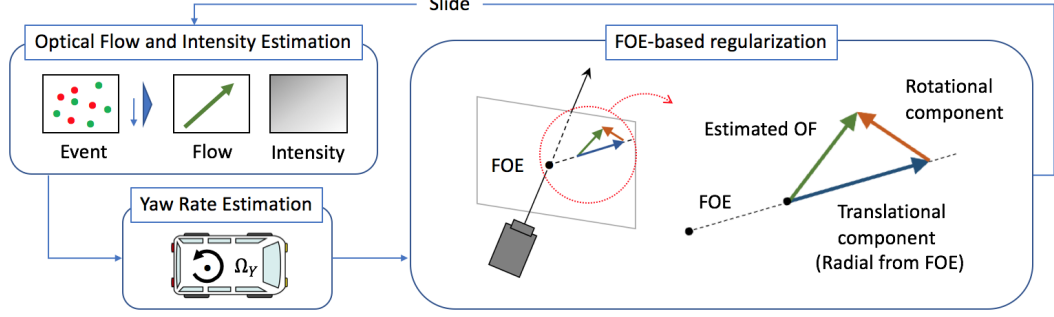 Slide
Optical Flow and Intensity Estimation
Event
Flow
Intensity
Yaw Rate Estimation
Ω_Y
FOE-based regularization
FOE
Estimated OF
Rotational
component
FOE
Translational
component
(Radial from FOE)